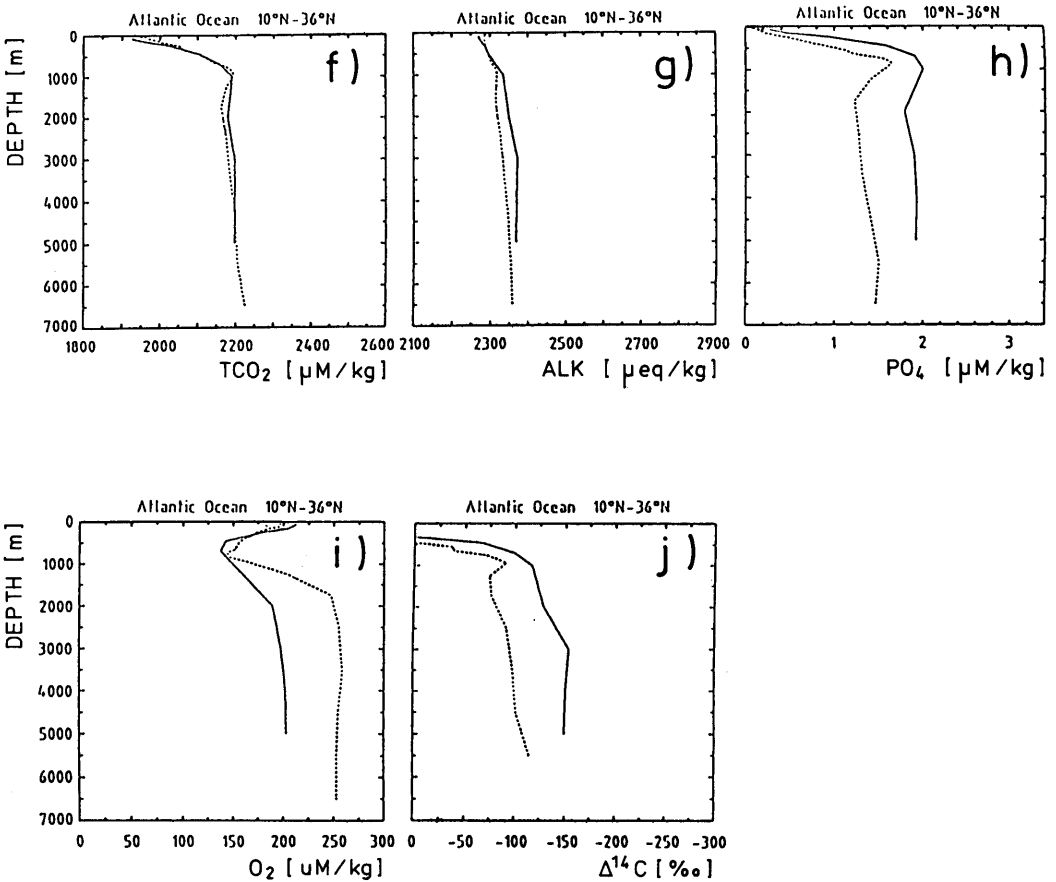 Atlantic Ocean 10°N-36°N
Atlantic Ocean 10°N-36°N
Atlantic Ocean 10°N-36°N
f)
g)
h)
DEPTH [m]
0
1000
2000
3000
4000
5000
6000
7000
1800 2000 2200 2400 2600
2100 2300 2500 2700 2900
0 1 2 3
TCO₂ [µM/kg]
ALK [µeq/kg]
PO₄ [µM/kg]
Atlantic Ocean 10°N-36°N
Atlantic Ocean 10°N-36°N
i)
j)
DEPTH [m]
0
1000
2000
3000
4000
5000
6000
7000
0 50 100 150 200 250 300
0 -50 -100 -150 -200 -250 -300
O₂ [uM/kg]
Δ¹⁴C [‰]